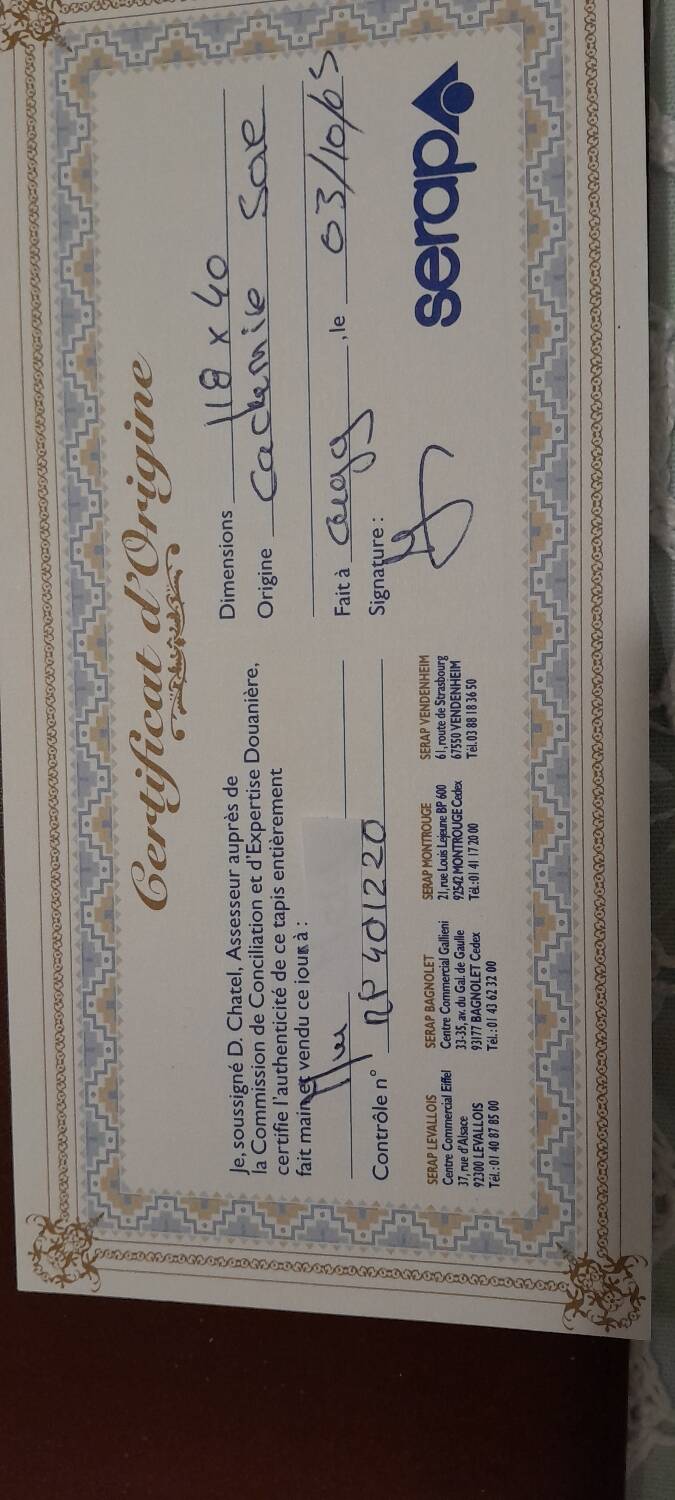 Certificat d'Origine
Je, soussigné D. Chatel, Assesseur auprès de
la Commission de Conciliation et d'Expertise Douanière,
certifie l'authenticité de ce tapis entièrement
fait main et vendu ce jour à :
Contrôle n° RP 401220
Dimensions 118 x 40
Origine Cachemire Soie
Fait à , le 03/10/05
Signature :
serap
SERAP LEVALLOIS
Centre Commercial Eiffel
37, rue d'Alsace
92300 LEVALLOIS
Tél. : 01 40 87 85 00
SERAP BAGNOLET
Centre Commercial Gallieni
33-35, av. du Gal. de Gaulle
93177 BAGNOLET Cedex
Tél. : 01 43 62 32 00
SERAP MONTROUGE
21, rue Louis Lejeune BP 600
92542 MONTROUGE Cedex
Tél. : 01 41 17 20 00
SERAP VENDENHEIM
61, route de Strasbourg
67550 VENDENHEIM
Tél. 03 88 18 36 50